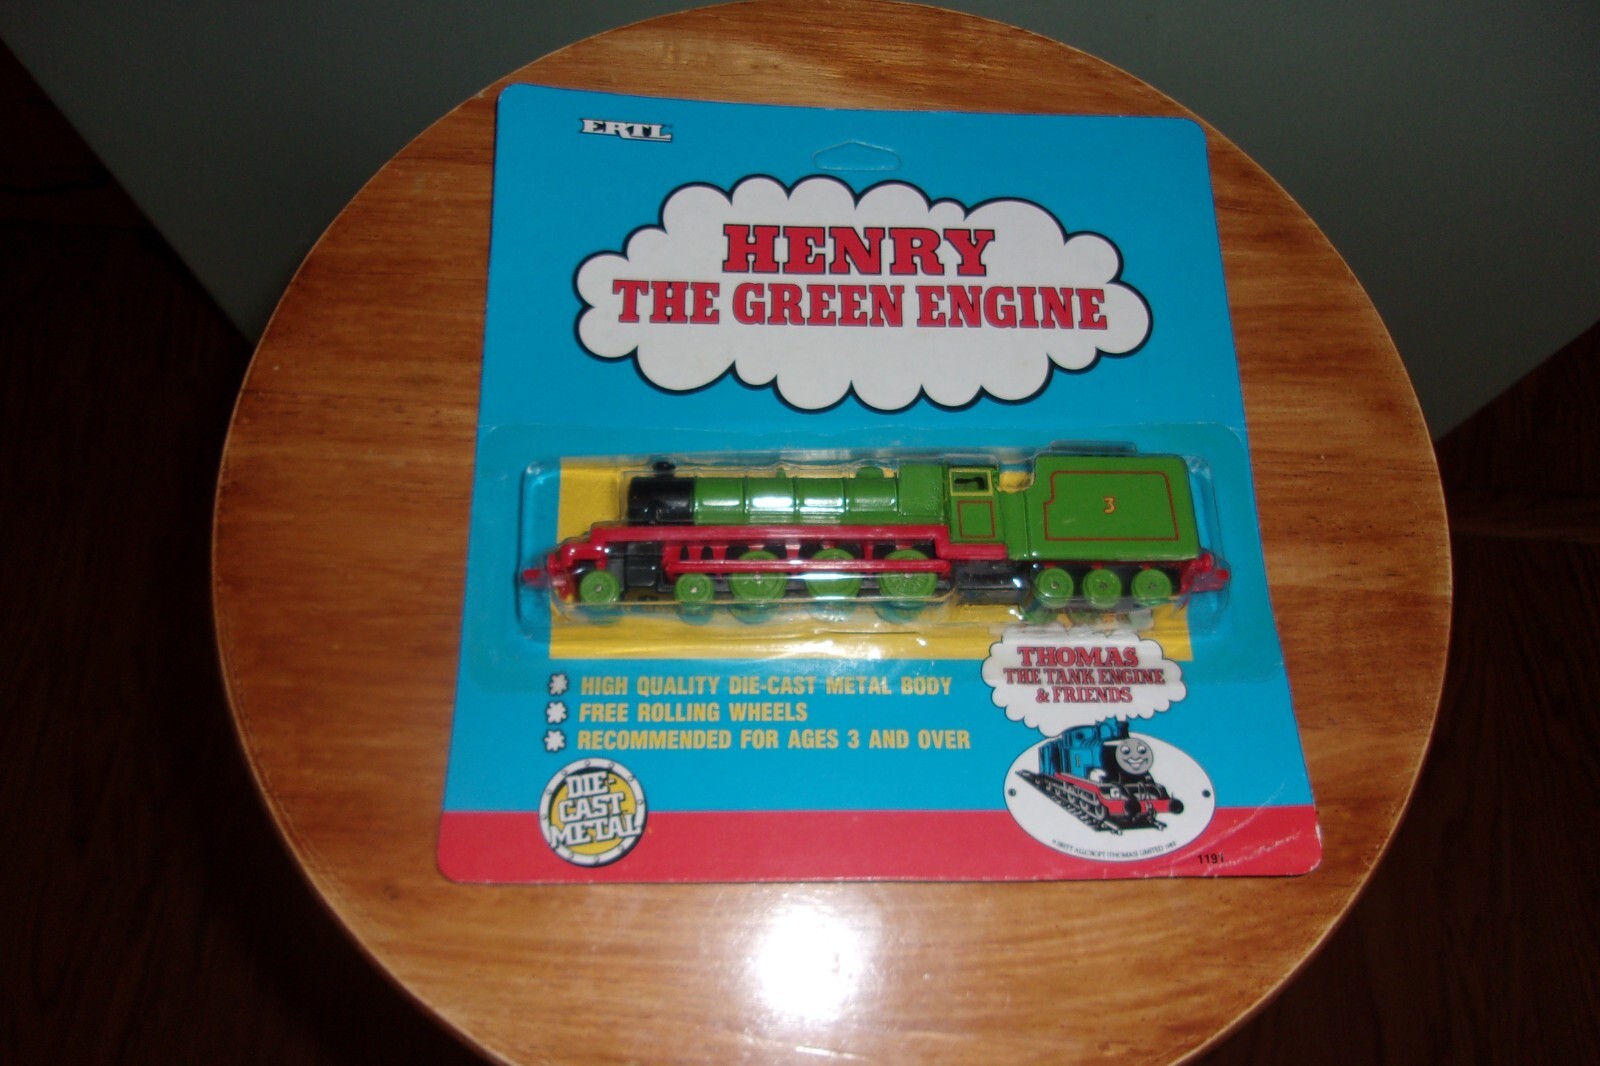 ERTL
HENRY
THE GREEN ENGINE
3
THOMAS
THE TANK ENGINE
& FRIENDS
HIGH QUALITY DIE-CAST METAL BODY
FREE ROLLING WHEELS
RECOMMENDED FOR AGES 3 AND OVER
DIE-
CAST
METAL